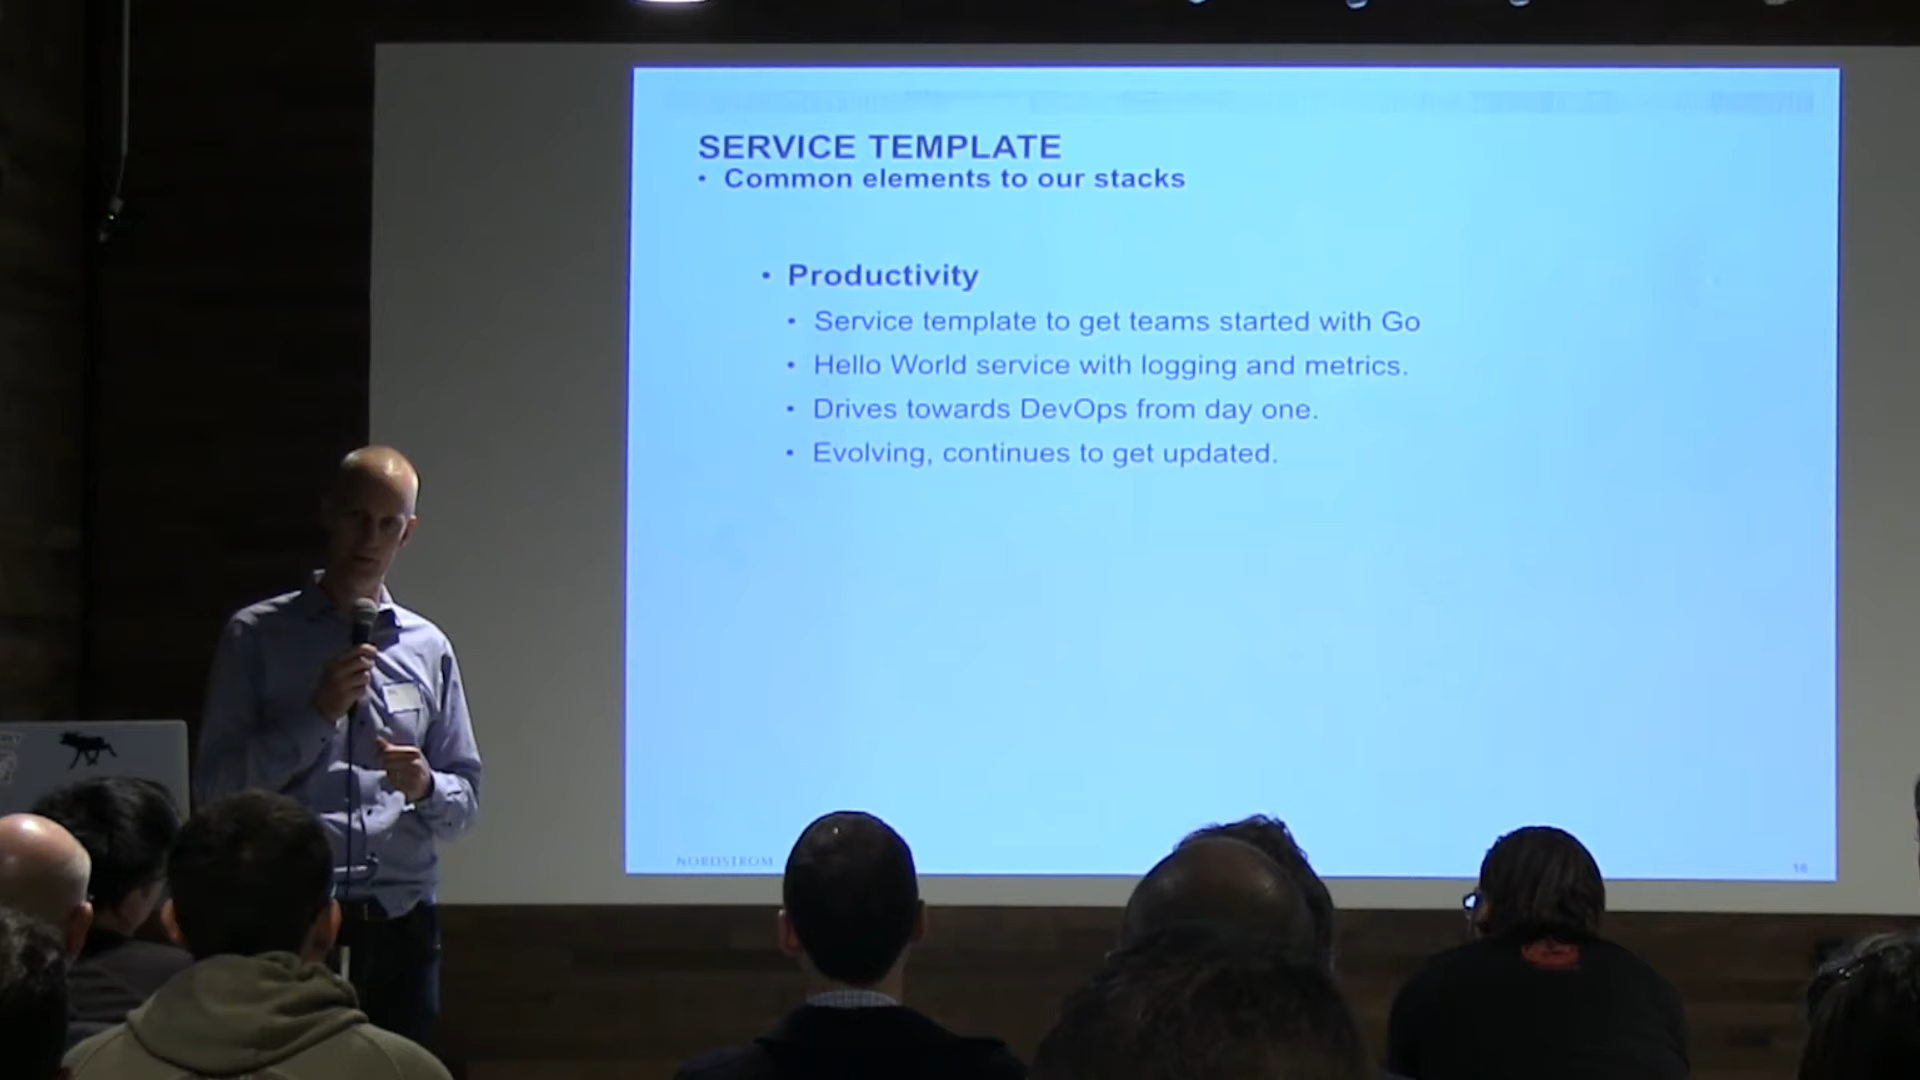 SERVICE TEMPLATE
• Common elements to our stacks
• Productivity
• Service template to get teams started with Go
• Hello World service with logging and metrics.
• Drives towards DevOps from day one.
• Evolving, continues to get updated.
NORDSTROM
16